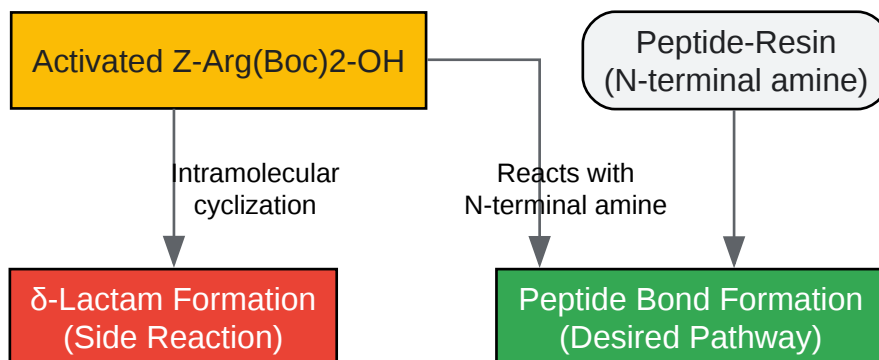 Activated Z-Arg(Boc)2-OH
Peptide-Resin
(N-terminal amine)
Intramolecular
cyclization
Reacts with
N-terminal amine
δ-Lactam Formation
(Side Reaction)
Peptide Bond Formation
(Desired Pathway)